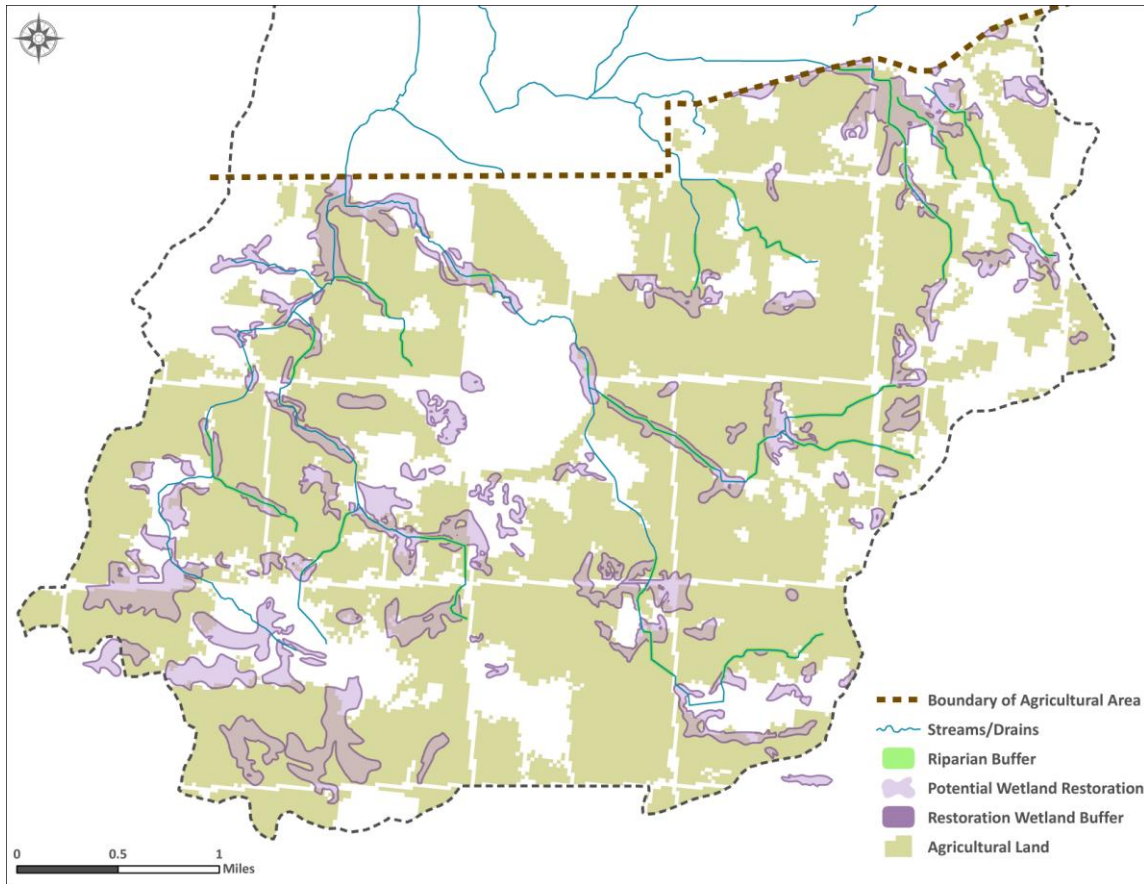 Boundary of Agricultural Area
Streams/Drains
Riparian Buffer
Potential Wetland Restoration
Restoration Wetland Buffer
Agricultural Land
0 0.5 1
Miles